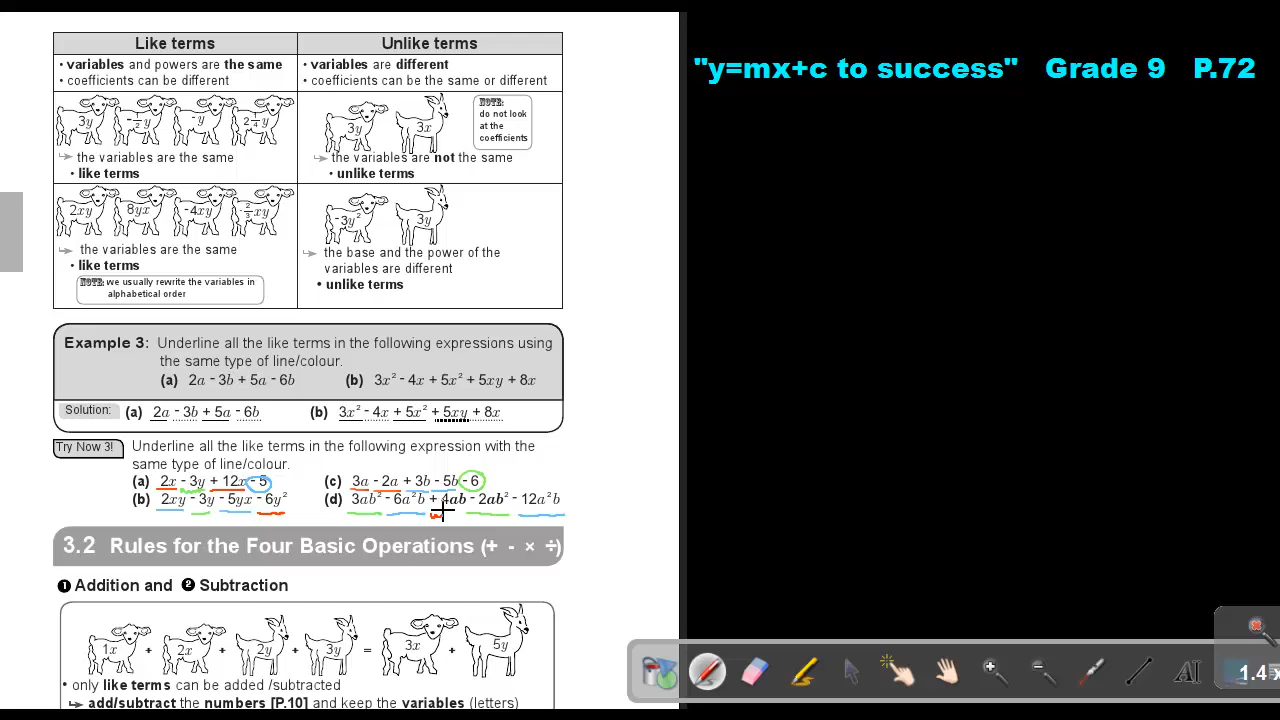 Like terms Unlike terms
• variables and powers are the same
• coefficients can be different
• variables are different
• coefficients can be the same or different
3y -1/2y -y 2 1/4y
3y 3x
NOTE:
do not look
at the
coefficients
↳ the variables are the same
• like terms
↳ the variables are not the same
• unlike terms
2xy 8yx -4xy -2/3xy
-3y² 3y
↳ the variables are the same
• like terms
NOTE: we usually rewrite the variables in
alphabetical order
↳ the base and the power of the
variables are different
• unlike terms
Example 3: Underline all the like terms in the following expressions using
the same type of line/colour.
(a) 2a - 3b + 5a - 6b (b) 3x² - 4x + 5x² + 5xy + 8x
Solution: (a) 2a - 3b + 5a - 6b (b) 3x² - 4x + 5x² + 5xy + 8x
Try Now 3! Underline all the like terms in the following expression with the
same type of line/colour.
(a) 2x - 3y + 12x - 5 (c) 3a - 2a + 3b - 5b - 6
(b) 2xy - 3y - 5yx - 6y² (d) 3ab² - 6a²b + 4ab - 2ab² - 12a²b
3.2 Rules for the Four Basic Operations (+ - × ÷)
❶ Addition and ❷ Subtraction
1x + 2x + 2y + 3y = 3x + 5y
• only like terms can be added /subtracted
↳ add/subtract the numbers [P.10] and keep the variables (letters)
"y=mx+c to success" Grade 9 P.72
AI
1.4 x